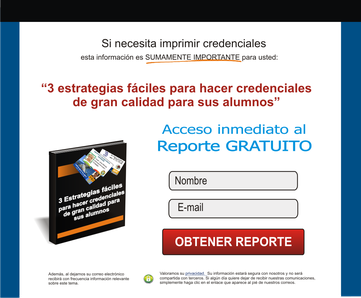 Si necesita imprimir credenciales
esta información es SUMAMENTE IMPORTANTE para usted:
“3 estrategias fáciles para hacer credenciales
de gran calidad para sus alumnos”
Acceso inmediato al
Reporte GRATUITO
3 Estrategias fáciles
para hacer credenciales
de gran calidad para
sus alumnos
Nombre
E-mail
OBTENER REPORTE
Además, al dejarnos su correo electrónico
recibirá con frecuencia información relevante
sobre este tema.
Valoramos su privacidad. Su información estará segura con nosotros y no será
compartida con terceros. Si algún día quiere dejar de recibir nuestras comunicaciones,
simplemente haga clic en el enlace que aparece al pie de nuestros correos.